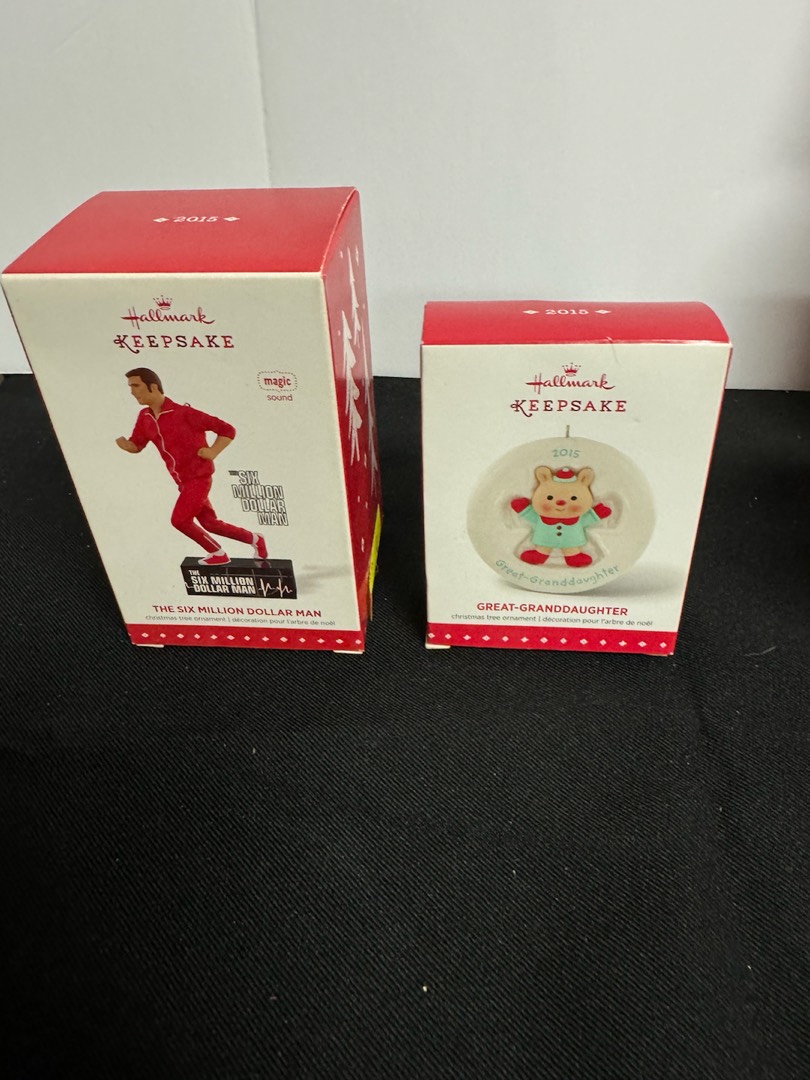 2015
Hallmark
KEEPSAKE
magic
sound
THE SIX
MILLION
DOLLAR
MAN
THE
SIX MILLION
DOLLAR MAN
THE SIX MILLION DOLLAR MAN
christmas tree ornament | décoration pour l'arbre de noël
2015
Hallmark
KEEPSAKE
2015
Great-Granddaughter
GREAT-GRANDDAUGHTER
christmas tree ornament | décoration pour l'arbre de noël